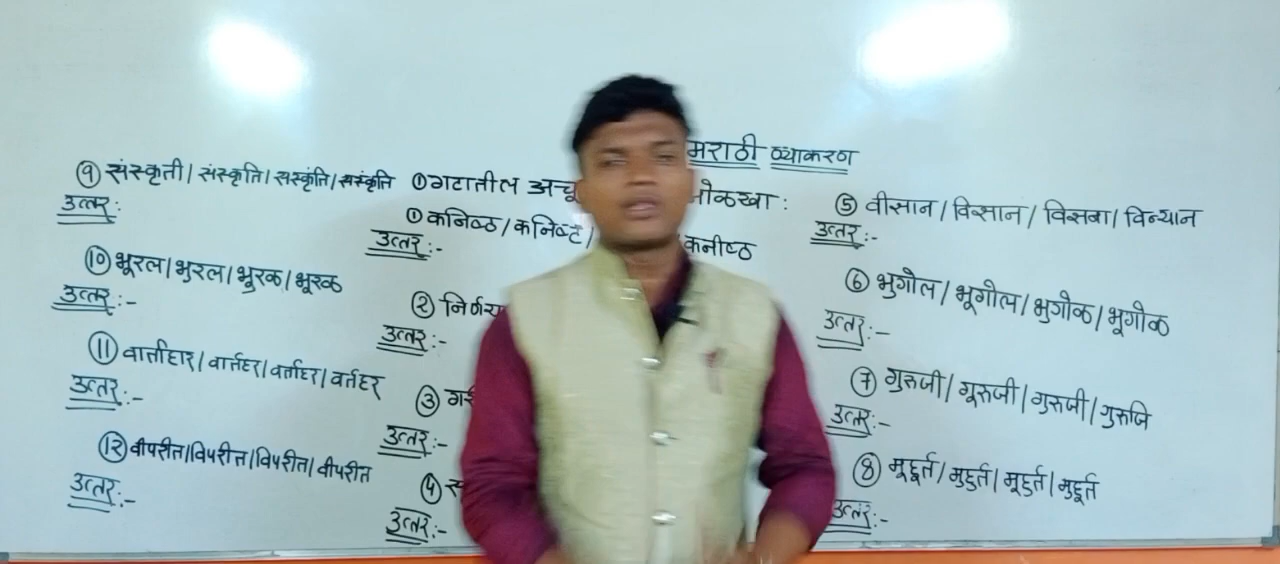 मराठी व्याकरण
① गटातील अचू ओळखा :
① कनिष्ठ / कनिष्ट / कनीष्ठ
उत्तर :-
② निर्णय
उत्तर :-
③
उत्तर :-
④
उत्तर :-
⑤ वीसान / विसान / विसवा / विन्यान
उत्तर :-
⑥ भुगोल / भूगोल / भुगोळ / भूगोळ
उत्तर :-
⑦ गुरुजी / गूरुजी / गुरुजी / गुरुजि
उत्तर :-
⑧ मूहूर्त / मुहुर्त / मूहुर्त / मुहूर्त
उत्तर :-
⑨ संस्कृती / संस्कृति / सस्कृंति / ससंकृति
उत्तर :
⑩ भूरल / भुरल / भुरळ / भूरळ
उत्तर :-
⑪ वार्ताहार / वार्तहर / वर्ताहर / वर्तहर
उत्तर :-
⑫ वीपरीत / विपरीत्त / विपरीत / वीपरीत
उत्तर :-